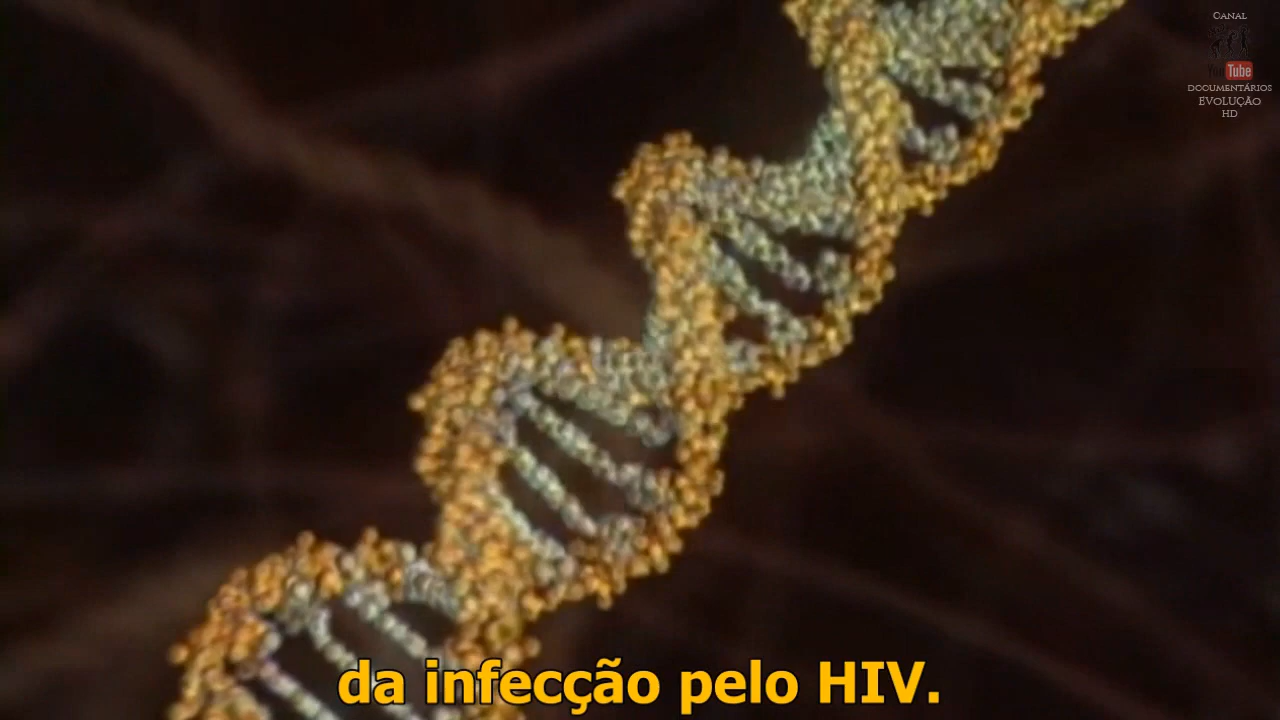 Canal
YouTube
documentários
Evolução
HD
da infecção pelo HIV.